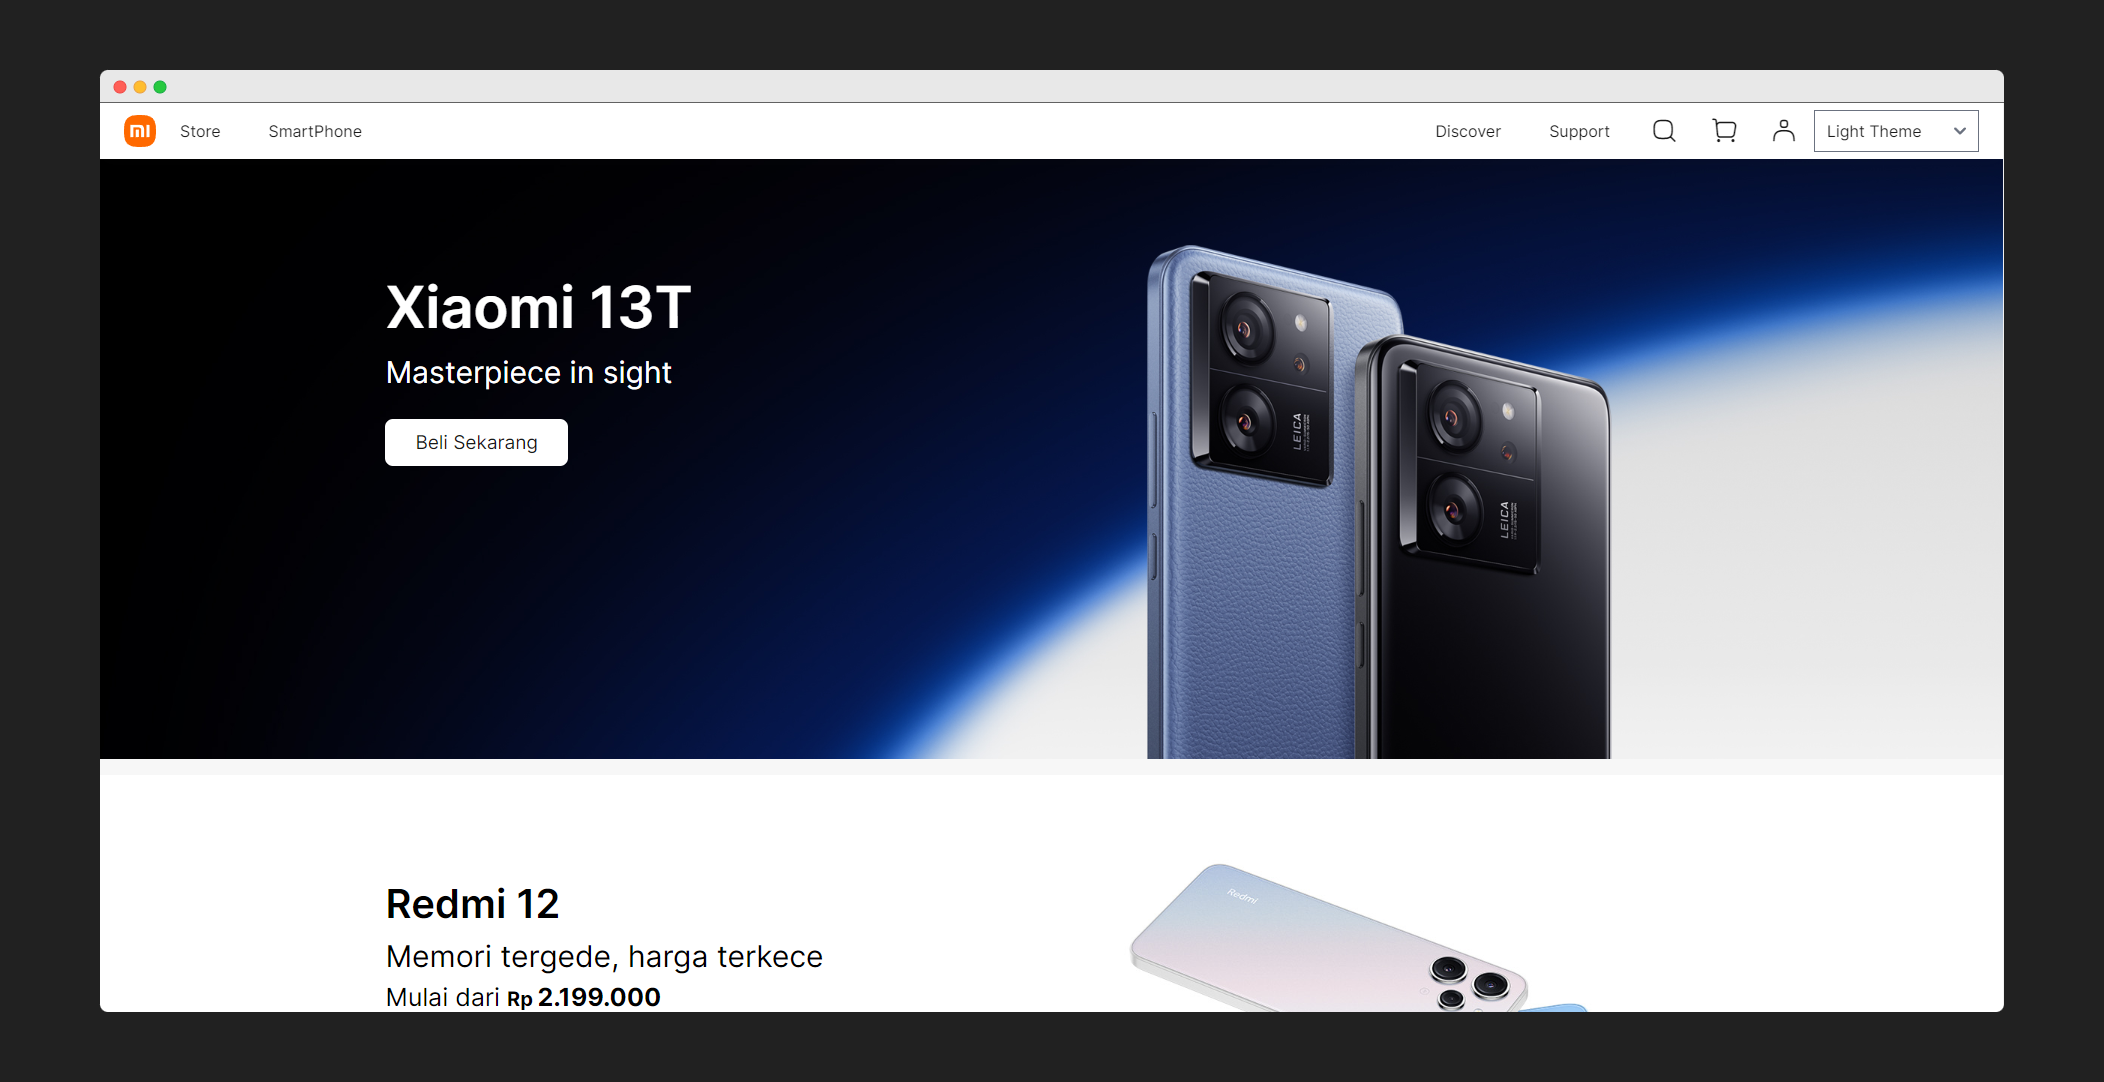 mi
Store
SmartPhone
Discover
Support
Light Theme
Xiaomi 13T
Masterpiece in sight
Beli Sekarang
LEICA
LEICA
Redmi 12
Memori tergede, harga terkece
Mulai dari Rp 2.199.000
Redmi